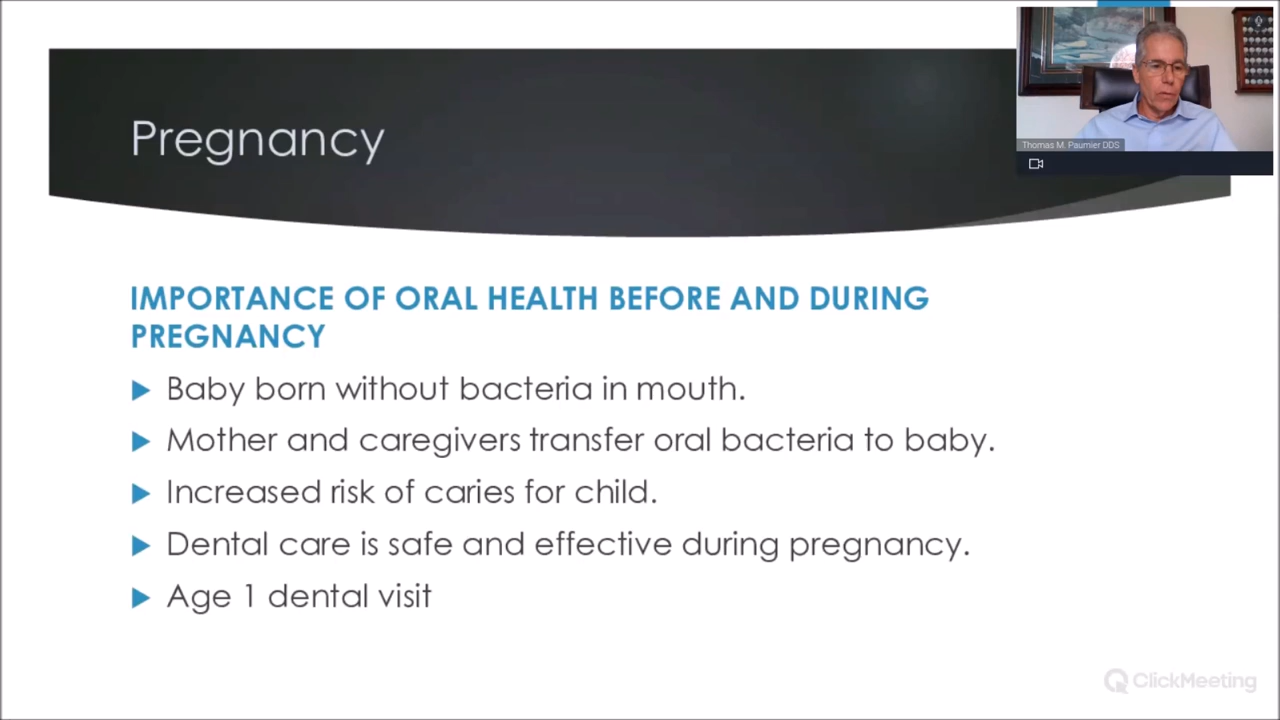 Pregnancy
Thomas M. Paumier DDS
IMPORTANCE OF ORAL HEALTH BEFORE AND DURING
PREGNANCY
Baby born without bacteria in mouth.
Mother and caregivers transfer oral bacteria to baby.
Increased risk of caries for child.
Dental care is safe and effective during pregnancy.
Age 1 dental visit
ClickMeeting